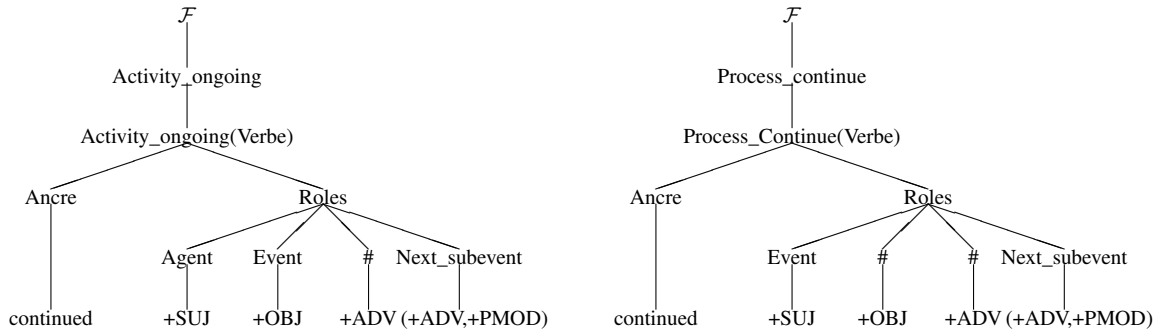 ℱ ℱ
Activity_ongoing Process_continue
Activity_ongoing(Verbe) Process_Continue(Verbe)
Ancre Roles Ancre Roles
Agent Event # Next_subevent Event # # Next_subevent
continued +SUJ +OBJ +ADV (+ADV,+PMOD) continued +SUJ +OBJ +ADV (+ADV,+PMOD)